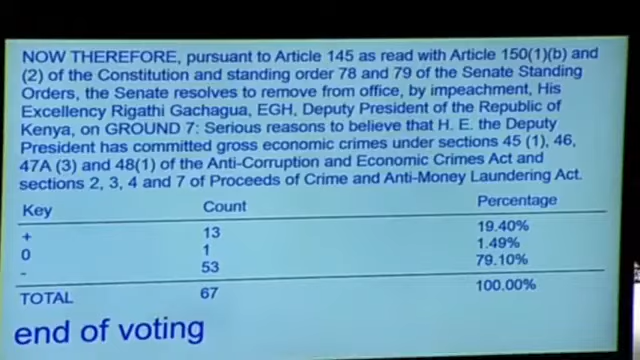 NOW THEREFORE, pursuant to Article 145 as read with Article 150(1)(b) and
(2) of the Constitution and standing order 78 and 79 of the Senate Standing
Orders, the Senate resolves to remove from office, by impeachment, His
Excellency Rigathi Gachagua, EGH, Deputy President of the Republic of
Kenya, on GROUND 7: Serious reasons to believe that H. E. the Deputy
President has committed gross economic crimes under sections 45 (1), 46,
47A (3) and 48(1) of the Anti-Corruption and Economic Crimes Act and
sections 2, 3, 4 and 7 of Proceeds of Crime and Anti-Money Laundering Act.
Key Count Percentage
+ 13 19.40%
0 1 1.49%
- 53 79.10%
TOTAL 67 100.00%
end of voting